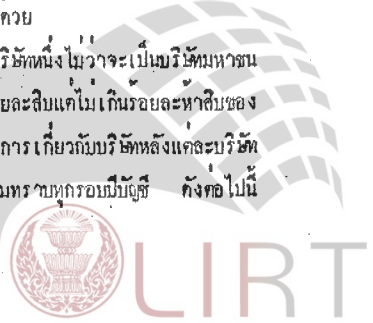 ด้วย
ริษัทหนึ่งไม่ว่าจะเป็นบริษัทมหาชน
ยละสิบแต่ไม่เกินร้อยละห้าสิบของ
การเกี่ยวกับบริษัทหลังแต่ละบริษัท
มทราบทุกรอบปีบัญชี ดังต่อไปนี้
LIRT